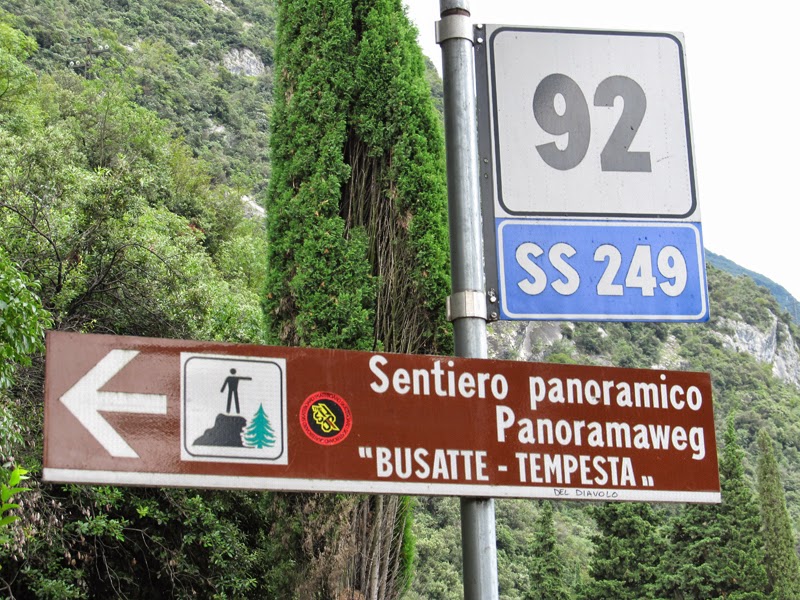 92
SS 249
Sentiero panoramico
Panoramaweg
"BUSATTE - TEMPESTA„
DEL DIAVOLO